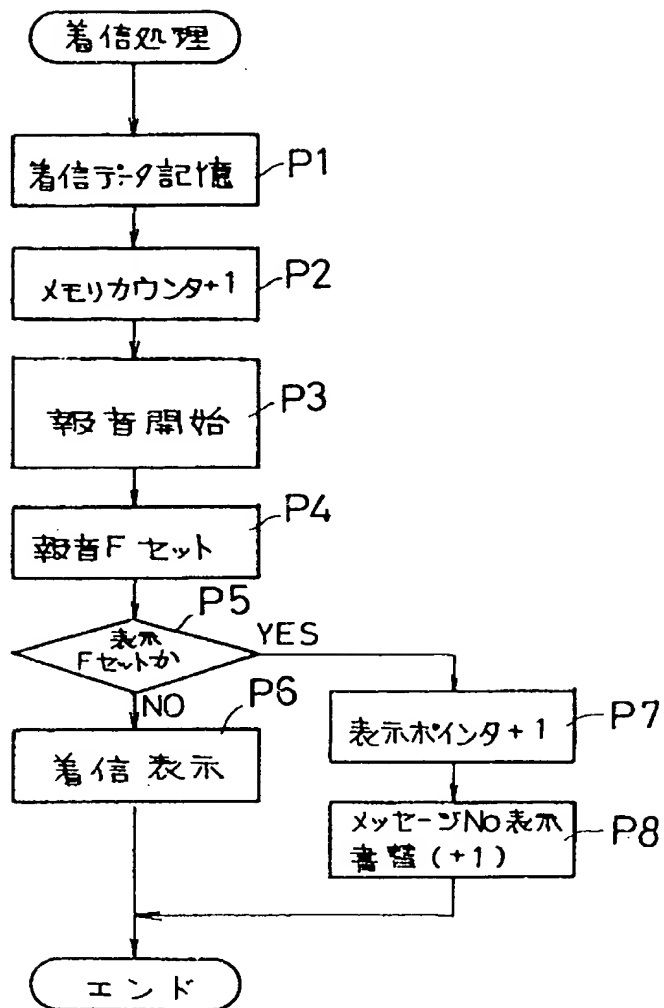 着信処理
着信データ記憶
P1
メモリカウンタ+1
P2
報音開始
P3
報音Fセット
P4
P5
表示
Fセットか
YES
NO
P6
着信表示
表示ポインタ+1
P7
メッセージNo表示
書替(+1)
P8
エンド